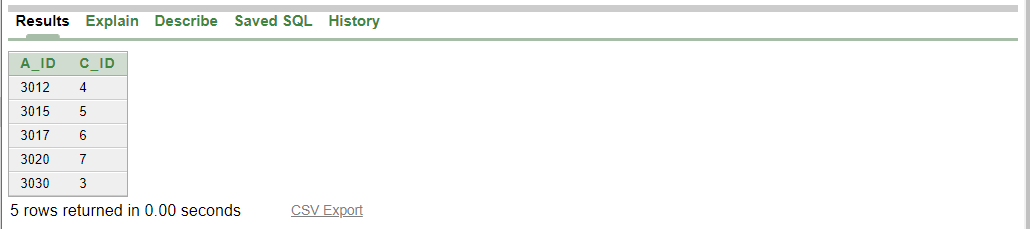 Results Explain Describe Saved SQL History
A_ID C_ID
3012 4
3015 5
3017 6
3020 7
3030 3
5 rows returned in 0.00 seconds CSV Export